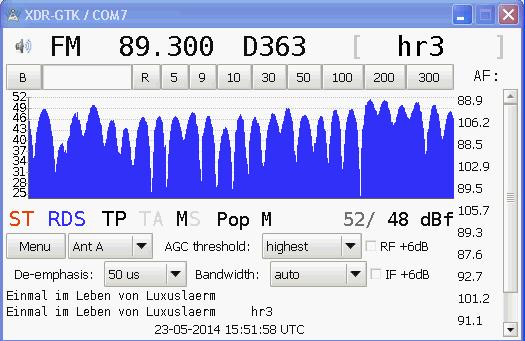 XDR-GTK / COM7
FM 89.300 D363 [ hr3 ]
B R 5 9 10 30 50 100 200 300 AF:
52
49
46
43
40
37
34
31
28
25
88.9
106.2
88.5
102.9
89.5
105.7
89.3
87.6
92.7
101.2
91.1
ST RDS TP TA MS Pop M 52/ 48 dBf
Menu Ant A AGC threshold: highest RF +6dB
De-emphasis: 50 us Bandwidth: auto IF +6dB
Einmal im Leben von Luxuslaerm
Einmal im Leben von Luxuslaerm hr3
23-05-2014 15:51:58 UTC